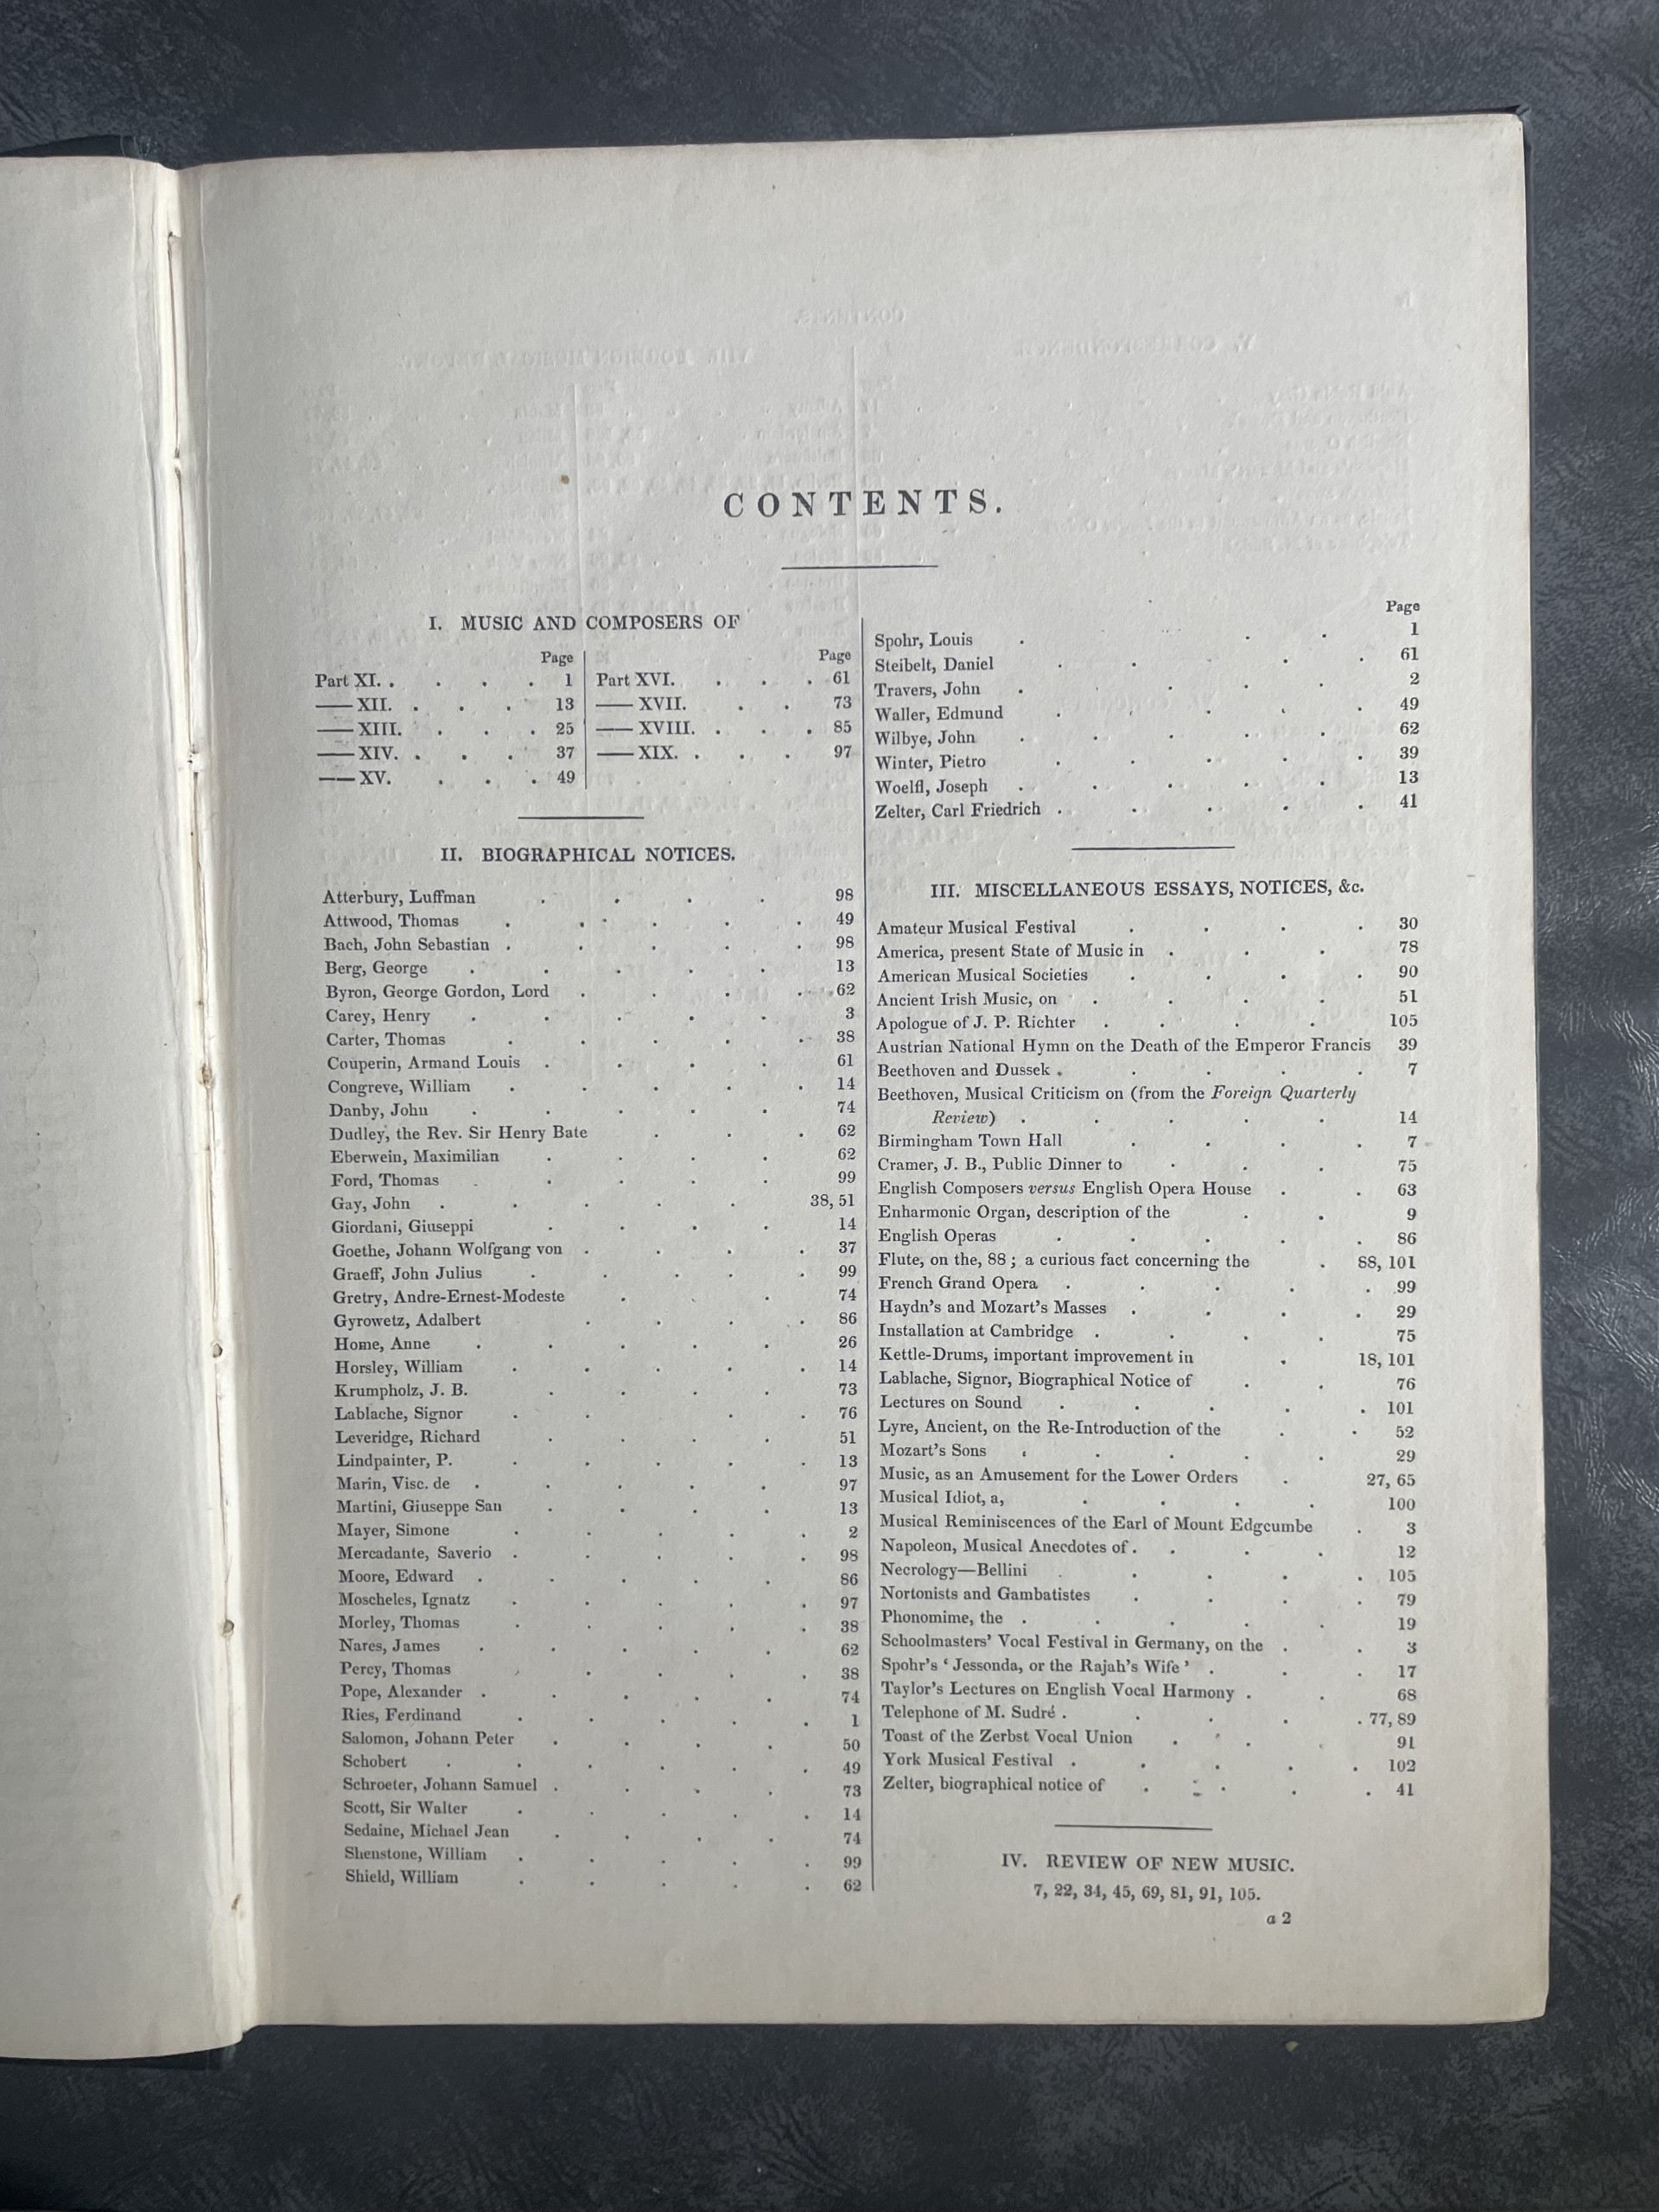 CONTENTS.
I. MUSIC AND COMPOSERS OF
Page
Part XI. . . . . 1
—— XII. . . . 13
—— XIII. . . . 25
—— XIV. . . . 37
—— XV. . . . 49
Page
Part XVI. . . . 61
—— XVII. . . 73
—— XVIII. . . . 85
—— XIX. . . . 97
II. BIOGRAPHICAL NOTICES.
Atterbury, Luffman . . . . 98
Attwood, Thomas . . . . . 49
Bach, John Sebastian . . . . . 98
Berg, George . . . . . 13
Byron, George Gordon, Lord . . . . 62
Carey, Henry . . . . . 3
Carter, Thomas . . . . . 38
Couperin, Armand Louis . . . . 61
Congreve, William . . . . . 14
Danby, John . . . . . 74
Dudley, the Rev. Sir Henry Bate . . . 62
Eberwein, Maximilian . . . . 62
Ford, Thomas . . . . 99
Gay, John . . . . . 38, 51
Giordani, Giuseppi . . . . 14
Goethe, Johann Wolfgang von . . . . 37
Graeff, John Julius . . . . . 99
Gretry, Andre-Ernest-Modeste . . . 74
Gyrowetz, Adalbert . . . . 86
Home, Anne . . . . . 26
Horsley, William . . . . . 14
Krumpholz, J. B. . . . . 73
Lablache, Signor . . . . 76
Leveridge, Richard . . . . 51
Lindpainter, P. . . . . . 13
Marin, Visc. de . . . . . 97
Martini, Giuseppe San . . . . 13
Mayer, Simone . . . . . 2
Mercadante, Saverio . . . . . 98
Moore, Edward . . . . . 86
Moscheles, Ignatz . . . . . 97
Morley, Thomas . . . . . 38
Nares, James . . . . . 62
Percy, Thomas . . . . 38
Pope, Alexander . . . . . 74
Ries, Ferdinand . . . . . 1
Salomon, Johann Peter . . . . 50
Schobert . . . . . . 49
Schroeter, Johann Samuel . . . . 73
Scott, Sir Walter . . . . . 14
Sedaine, Michael Jean . . . . 74
Shenstone, William . . . . . 99
Shield, William . . . . . 62
Page
Spohr, Louis . . . 1
Steibelt, Daniel . . . . 61
Travers, John . . . . 2
Waller, Edmund . . . . 49
Wilbye, John . . . . . 62
Winter, Pietro . . . . . 39
Woelfl, Joseph . . . . . 13
Zelter, Carl Friedrich . . . . . 41
III. MISCELLANEOUS ESSAYS, NOTICES, &c.
Amateur Musical Festival . . . . 30
America, present State of Music in . . . 78
American Musical Societies . . . . 90
Ancient Irish Music, on . . . . 51
Apologue of J. P. Richter . . . . 105
Austrian National Hymn on the Death of the Emperor Francis 39
Beethoven and Dussek . . . . . 7
Beethoven, Musical Criticism on (from the Foreign Quarterly
Review) . . . . . 14
Birmingham Town Hall . . . . 7
Cramer, J. B., Public Dinner to . . . 75
English Composers versus English Opera House . . 63
Enharmonic Organ, description of the . . 9
English Operas . . . . . 86
Flute, on the, 88 ; a curious fact concerning the . 88, 101
French Grand Opera . . . . . 99
Haydn's and Mozart's Masses . . . . 29
Installation at Cambridge . . . . 75
Kettle-Drums, important improvement in . 18, 101
Lablache, Signor, Biographical Notice of . . 76
Lectures on Sound . . . . . 101
Lyre, Ancient, on the Re-Introduction of the . . 52
Mozart's Sons . . . . . 29
Music, as an Amusement for the Lower Orders . 27, 65
Musical Idiot, a, . . . . 100
Musical Reminiscences of the Earl of Mount Edgcumbe . 3
Napoleon, Musical Anecdotes of . . . . 12
Necrology—Bellini . . . . . 105
Nortonists and Gambatistes . . . . 79
Phonomime, the . . . . . 19
Schoolmasters' Vocal Festival in Germany, on the . . 3
Spohr's ' Jessonda, or the Rajah's Wife ' . . . 17
Taylor's Lectures on English Vocal Harmony . . 68
Telephone of M. Sudré . . . . . 77, 89
Toast of the Zerbst Vocal Union . . . 91
York Musical Festival . . . . . 102
Zelter, biographical notice of . . . . 41
IV. REVIEW OF NEW MUSIC.
7, 22, 34, 45, 69, 81, 91, 105.
a 2